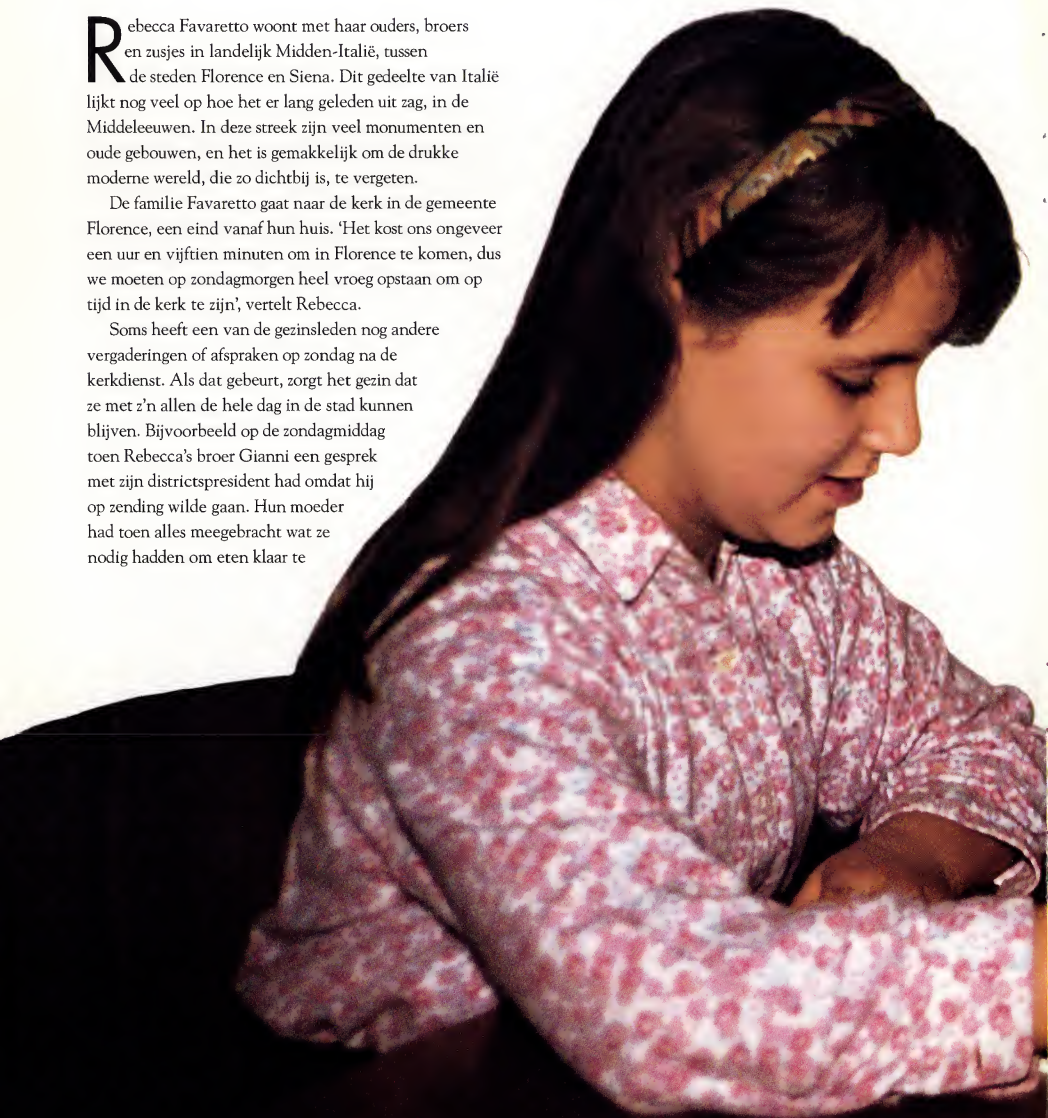 Rebecca Favaretto woont met haar ouders, broers
en zusjes in landelijk Midden-Italië, tussen
de steden Florence en Siena. Dit gedeelte van Italië
lijkt nog veel op hoe het er lang geleden uit zag, in de
Middeleeuwen. In deze streek zijn veel monumenten en
oude gebouwen, en het is gemakkelijk om de drukke
moderne wereld, die zo dichtbij is, te vergeten.
De familie Favaretto gaat naar de kerk in de gemeente
Florence, een eind vanaf hun huis. ‘Het kost ons ongeveer
een uur en vijftien minuten om in Florence te komen, dus
we moeten op zondagmorgen heel vroeg opstaan om op
tijd in de kerk te zijn’, vertelt Rebecca.
Soms heeft een van de gezinsleden nog andere
vergaderingen of afspraken op zondag na de
kerkdienst. Als dat gebeurt, zorgt het gezin dat
ze met z’n allen de hele dag in de stad kunnen
blijven. Bijvoorbeeld op de zondagmiddag
toen Rebecca’s broer Gianni een gesprek
met zijn districtspresident had omdat hij
op zending wilde gaan. Hun moeder
had toen alles meegebracht wat ze
nodig hadden om eten klaar te